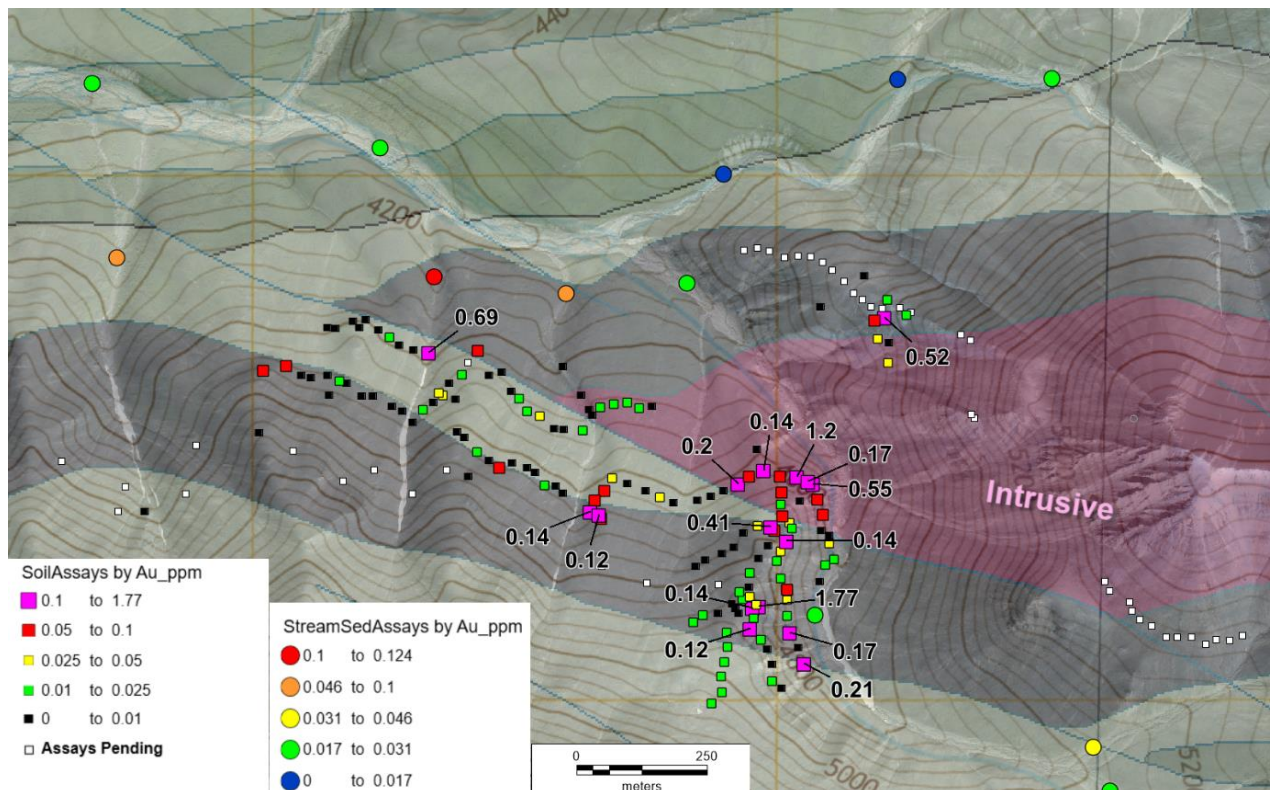 440
4200
0.69
0.52
0.14
1.2
0.2
0.17
0.55
Intrusive
0.41
0.14
0.14
0.12
0.14
1.77
0.12
0.17
0.21
5000
5200
SoilAssays by Au_ppm
0.1 to 1.77
0.05 to 0.1
0.025 to 0.05
0.01 to 0.025
0 to 0.01
Assays Pending
StreamSedAssays by Au_ppm
0.1 to 0.124
0.046 to 0.1
0.031 to 0.046
0.017 to 0.031
0 to 0.017
0 250
meters